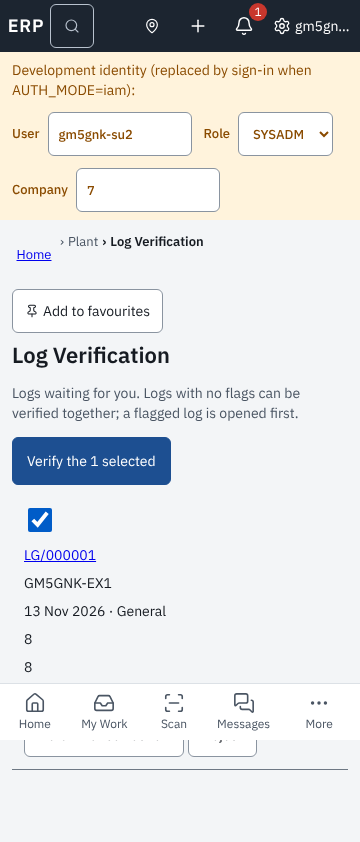 ERP
1
gm5gn...
Development identity (replaced by sign-in when
AUTH_MODE=iam):
User gm5gnk-su2 Role SYSADM
Company 7
Home › Plant › Log Verification
Add to favourites
Log Verification
Logs waiting for you. Logs with no flags can be
verified together; a flagged log is opened first.
Verify the 1 selected
LG/000001
GM5GNK-EX1
13 Nov 2026 · General
8
8
Home My Work Scan Messages More